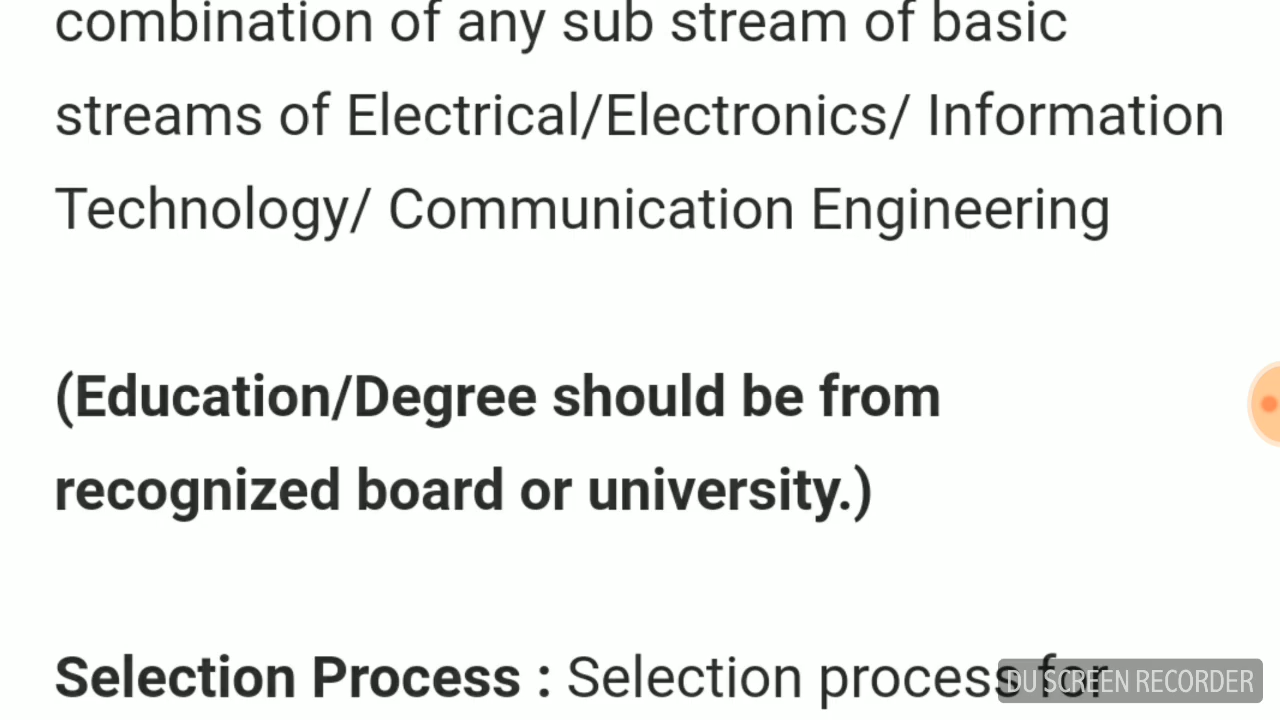 combination of any sub stream of basic
streams of Electrical/Electronics/ Information
Technology/ Communication Engineering
(Education/Degree should be from
recognized board or university.)
Selection Process : Selection process for
DU SCREEN RECORDER